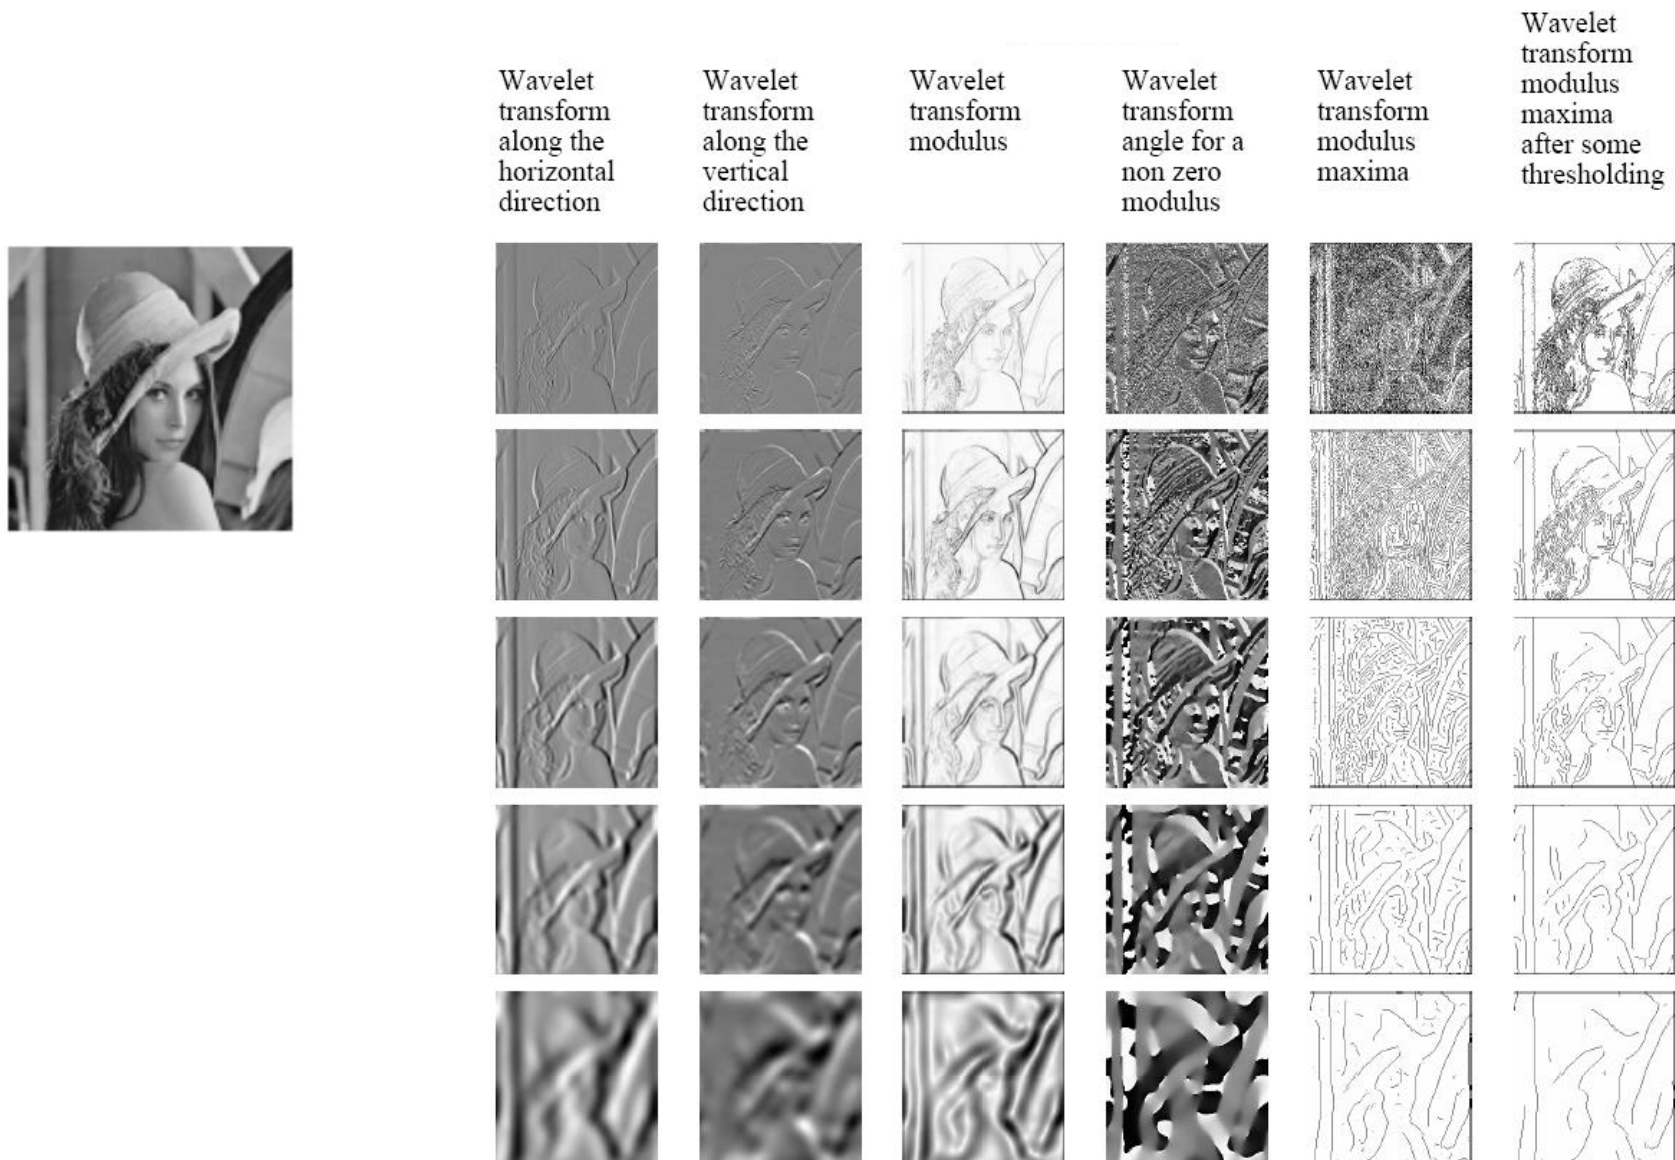 Wavelet
transform
along the
horizontal
direction
Wavelet
transform
along the
vertical
direction
Wavelet
transform
modulus
Wavelet
transform
angle for a
non zero
modulus
Wavelet
transform
modulus
maxima
Wavelet
transform
modulus
maxima
after some
thresholding